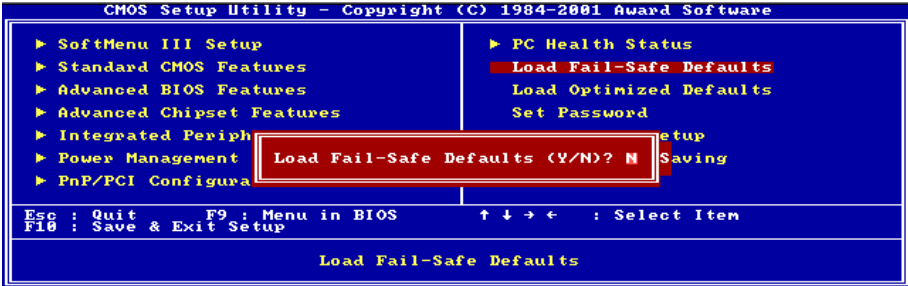 CMOS Setup Utility - Copyright (C) 1984-2001 Award Software
► SoftMenu III Setup
► Standard CMOS Features
► Advanced BIOS Features
► Advanced Chipset Features
► Integrated Periph
► Power Management
► PnP/PCI Configura
► PC Health Status
Load Fail-Safe Defaults
Load Optimized Defaults
Set Password
etup
Saving
Load Fail-Safe Defaults (Y/N)? N
Esc : Quit F9 : Menu in BIOS ↑ ↓ → ← : Select Item
F10 : Save & Exit Setup
Load Fail-Safe Defaults